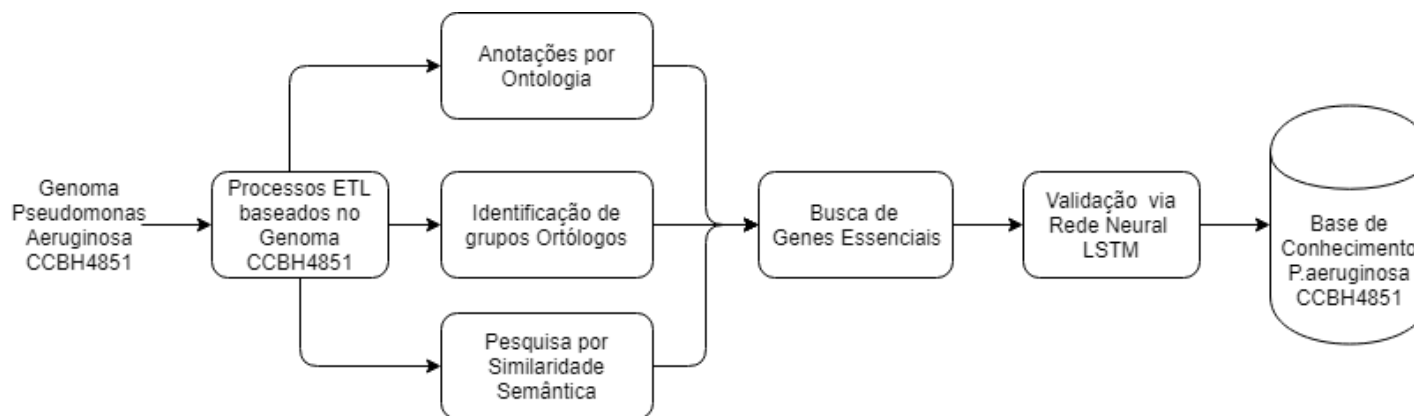 Genoma
Pseudomonas
Aeruginosa
CCBH4851
Processos ETL
baseados no
Genoma
CCBH4851
Anotações por
Ontologia
Identificação de
grupos Ortólogos
Pesquisa por
Similaridade
Semântica
Busca de
Genes Essenciais
Validação via
Rede Neural
LSTM
Base de
Conhecimento
P.aeruginosa
CCBH4851